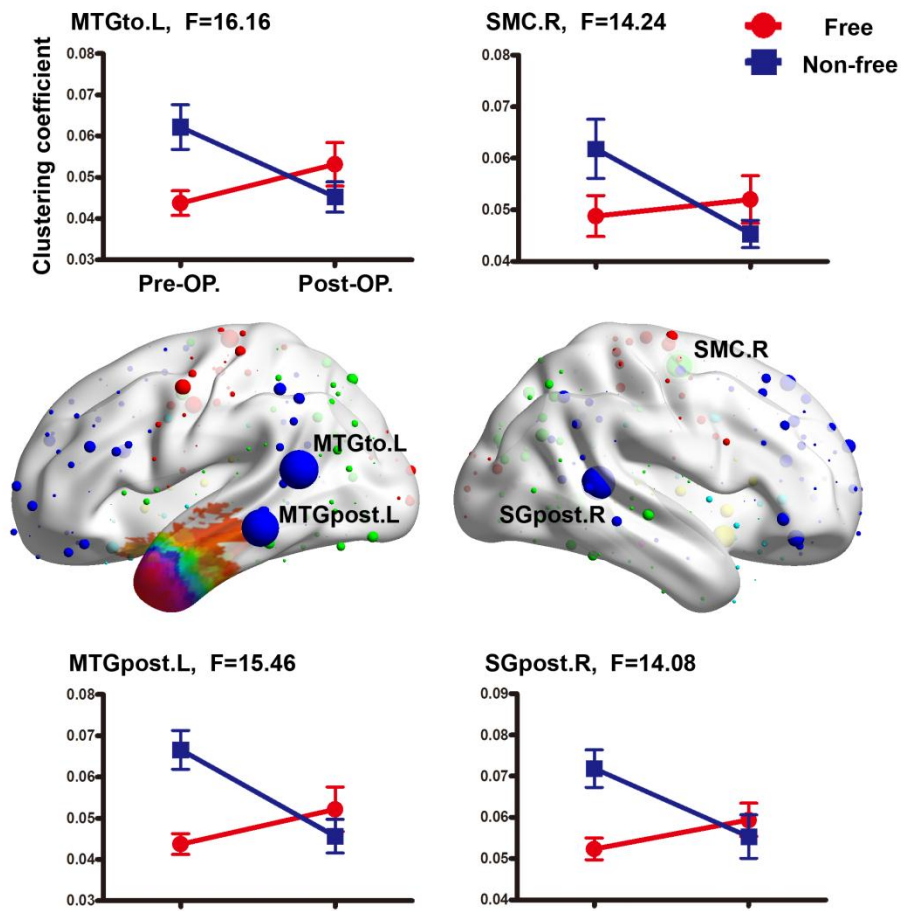 MTGto.L, F=16.16
SMC.R, F=14.24
Free
Non-free
Clustering coefficient
0.08
0.07
0.06
0.05
0.04
0.03
Pre-OP.
Post-OP.
0.08
0.07
0.06
0.05
0.04
MTGto.L
MTGpost.L
SMC.R
SGpost.R
MTGpost.L, F=15.46
SGpost.R, F=14.08
0.08
0.07
0.06
0.05
0.04
0.03
0.09
0.08
0.07
0.06
0.05
0.04